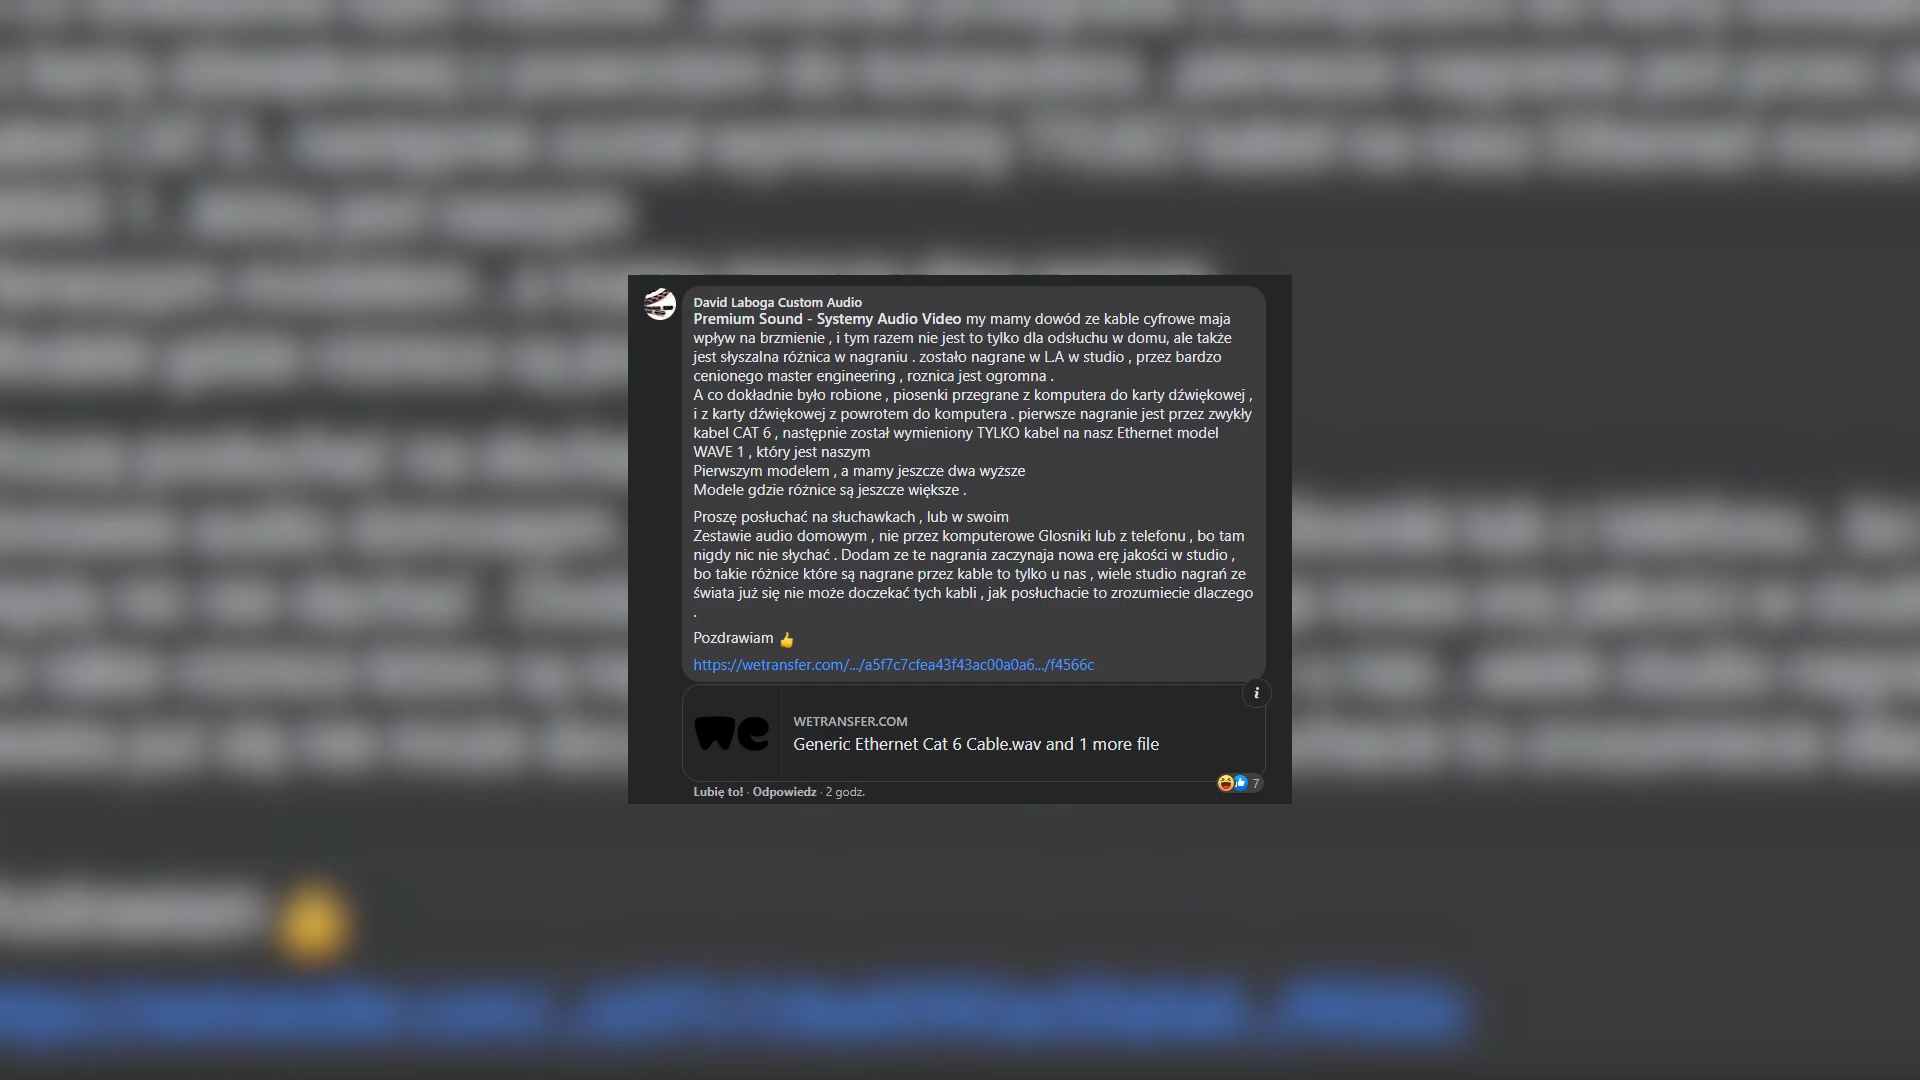 David Laboga Custom Audio
Premium Sound - Systemy Audio Video my mamy dowód ze kable cyfrowe maja
wpływ na brzmienie , i tym razem nie jest to tylko dla odsłuchu w domu, ale także
jest słyszalna różnica w nagraniu . zostało nagrane w L.A w studio , przez bardzo
cenionego master engineering , roznica jest ogromna .
A co dokładnie było robione , piosenki przegrane z komputera do karty dźwiękowej ,
i z karty dźwiękowej z powrotem do komputera . pierwsze nagranie jest przez zwykły
kabel CAT 6 , następnie został wymieniony TYLKO kabel na nasz Ethernet model
WAVE 1 , który jest naszym
Pierwszym modelem , a mamy jeszcze dwa wyższe
Modele gdzie różnice są jeszcze większe .
Proszę posłuchać na słuchawkach , lub w swoim
Zestawie audio domowym , nie przez komputerowe Glosniki lub z telefonu , bo tam
nigdy nic nie słychać . Dodam ze te nagrania zaczynaja nowa erę jakości w studio ,
bo takie różnice które są nagrane przez kable to tylko u nas , wiele studio nagrań ze
świata już się nie może doczekać tych kabli , jak posłuchacie to zrozumiecie dlaczego
.
Pozdrawiam 👍
https://wetransfer.com/.../a5f7c7cfea43f43ac00a0a6.../f4566c
we
WETRANSFER.COM
Generic Ethernet Cat 6 Cable.wav and 1 more file
7
Lubię to! · Odpowiedz · 2 godz.